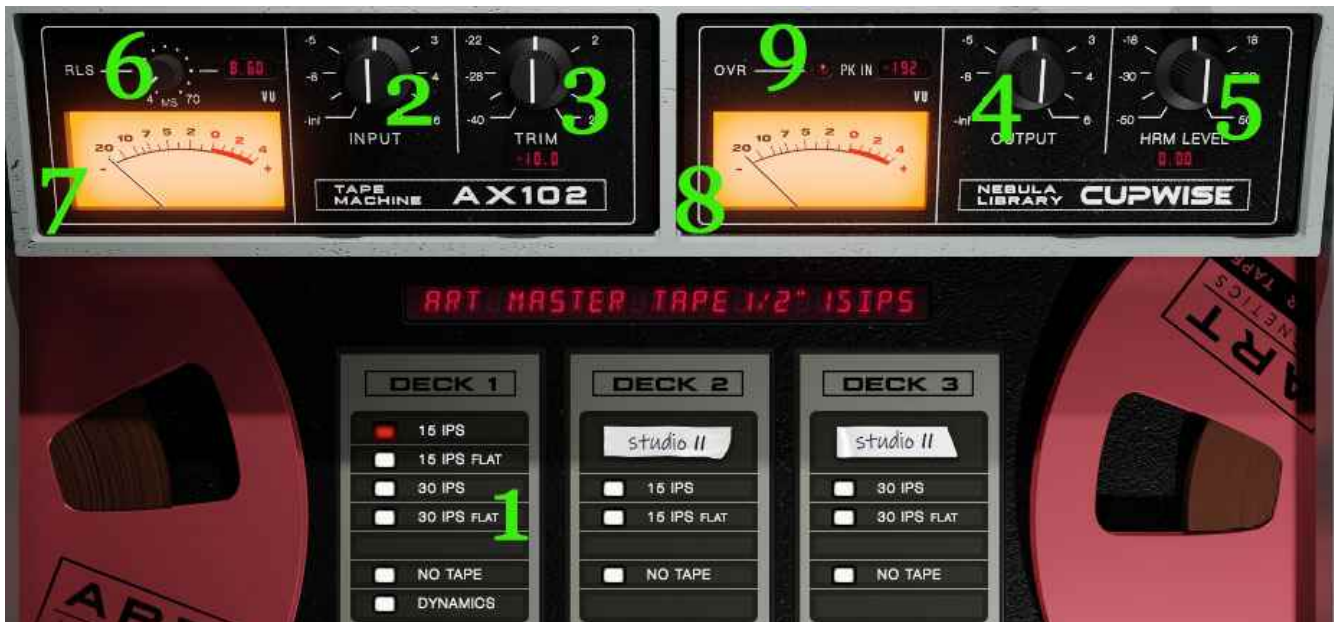 6
RLS
8.60
4 MS 70
VU
20 10 7 5 2 0 2 4
- +
7
-5 3
-8 4
-inf 6
2
INPUT
-22 2
-28
-40 2
3
TRIM
-10.0
TAPE MACHINE AX102
9
OVR
PK IN -192
VU
20 10 7 5 2 0 2 4
- +
8
-5 3
-8 4
-inf 6
4
OUTPUT
-16 16
-30
-50 50
5
HRM LEVEL
0.00
NEBULA LIBRARY CUPWISE
ART MASTER TAPE 1/2" 15IPS
DECK 1
15 IPS
15 IPS FLAT
30 IPS
30 IPS FLAT
1
NO TAPE
DYNAMICS
DECK 2
studio II
15 IPS
15 IPS FLAT
NO TAPE
DECK 3
studio II
30 IPS
30 IPS FLAT
NO TAPE
ART